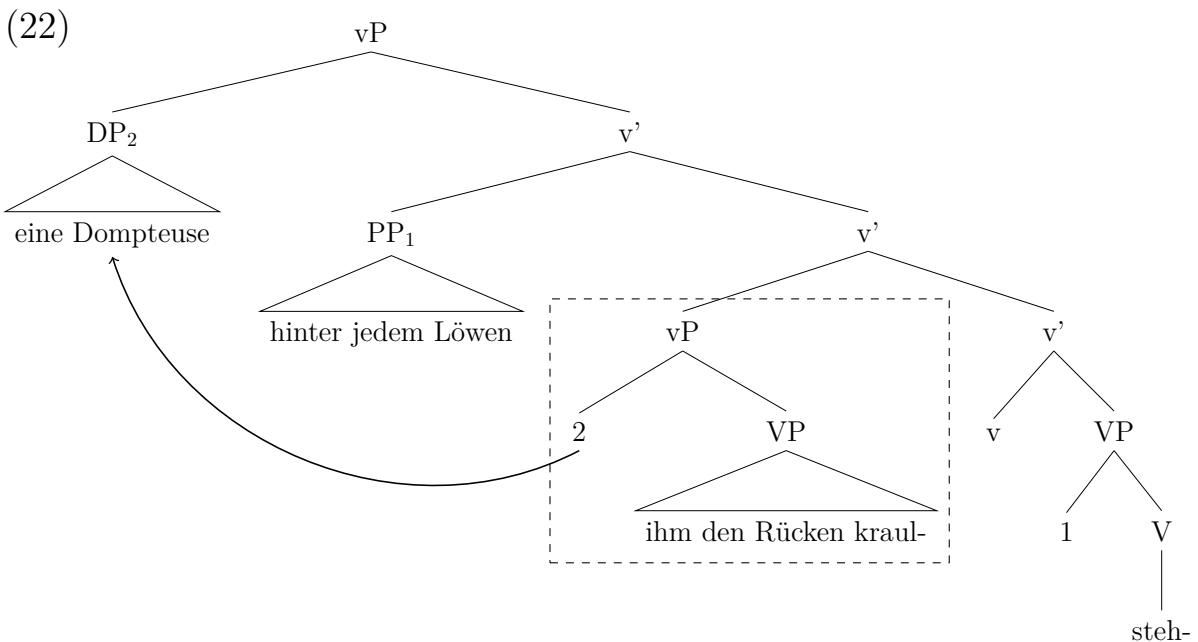 (22)
vP
DP₂ v'
eine Dompteuse PP₁ v'
hinter jedem Löwen vP v'
2 VP v VP
ihm den Rücken kraul- 1 V
steh-